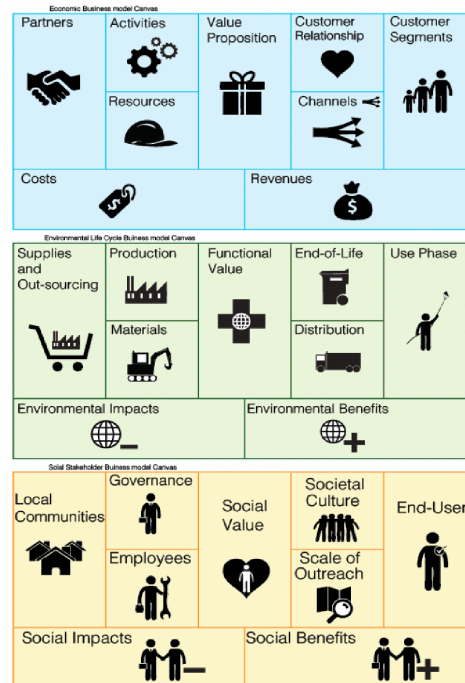 Economic Business model Canvas
Partners
Activities
Value
Proposition
Customer
Relationship
Customer
Segments
Resources
Channels
Costs
$
Revenues
$
Environmental Life Cycle Buiness model Canvas
Supplies
and
Out-sourcing
Production
Functional
Value
End-of-Life
Use Phase
Materials
Distribution
Environmental Impacts
Environmental Benefits
Soial Stakeholder Buiness model Canvas
Local
Communities
Governance
Social
Value
Societal
Culture
End-User
Employees
Scale of
Outreach
Social Impacts
Social Benefits